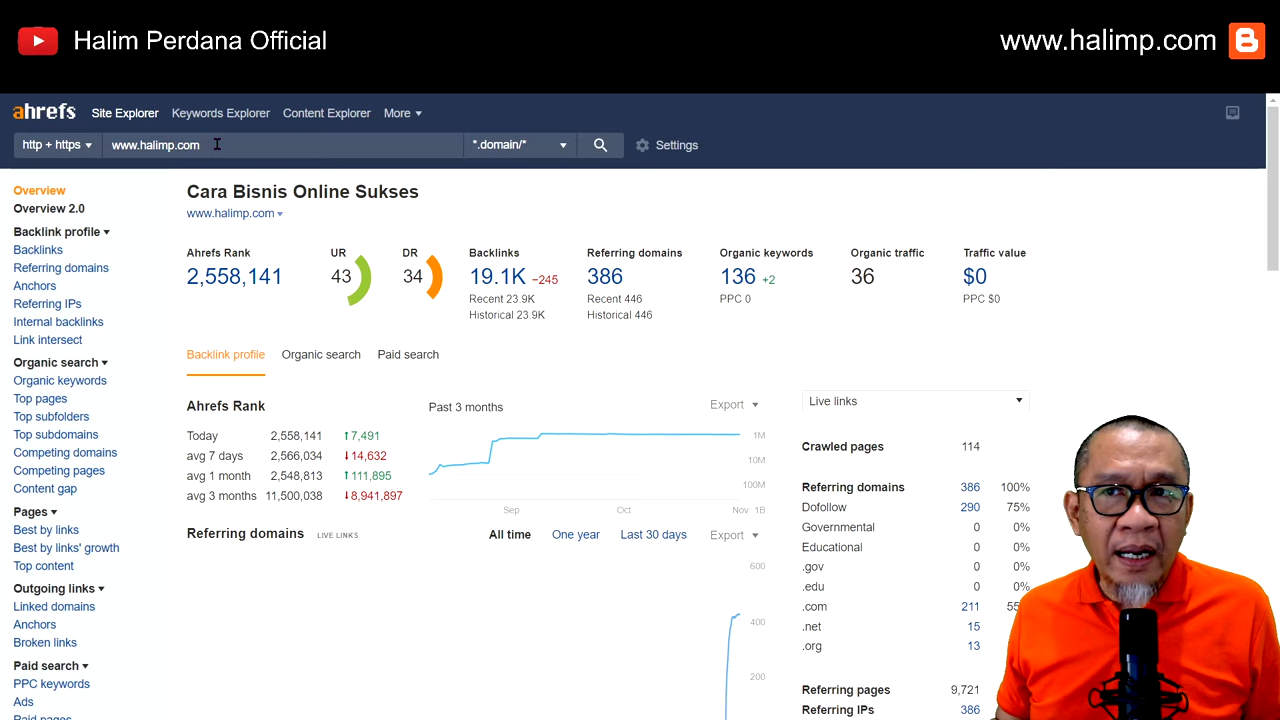 Halim Perdana Official
www.halimp.com
ahrefs Site Explorer Keywords Explorer Content Explorer More
http + https www.halimp.com *.domain/* Settings
Overview
Overview 2.0
Backlink profile
Backlinks
Referring domains
Anchors
Referring IPs
Internal backlinks
Link intersect
Organic search
Organic keywords
Top pages
Top subfolders
Top subdomains
Competing domains
Competing pages
Content gap
Pages
Best by links
Best by links' growth
Top content
Outgoing links
Linked domains
Anchors
Broken links
Paid search
PPC keywords
Ads
Paid pages
Cara Bisnis Online Sukses
www.halimp.com
Ahrefs Rank UR DR Backlinks Referring domains Organic keywords Organic traffic Traffic value
2,558,141 43 34 19.1K −245 386 136 +2 36 $0
Recent 23.9K Recent 446 PPC 0 PPC $0
Historical 23.9K Historical 446
Backlink profile Organic search Paid search
Ahrefs Rank
Today 2,558,141 ↑7,491
avg 7 days 2,566,034 ↓14,632
avg 1 month 2,548,813 ↑111,895
avg 3 months 11,500,038 ↓8,941,897
Past 3 months Export
1M
10M
100M
Sep Oct Nov 1B
Referring domains LIVE LINKS All time One year Last 30 days Export
600
400
200
Live links
Crawled pages 114
Referring domains 386 100%
Dofollow 290 75%
Governmental 0 0%
Educational 0 0%
.gov 0 0%
.edu 0 0%
.com 211
.net 15
.org 13
Referring pages 9,721
Referring IPs 386